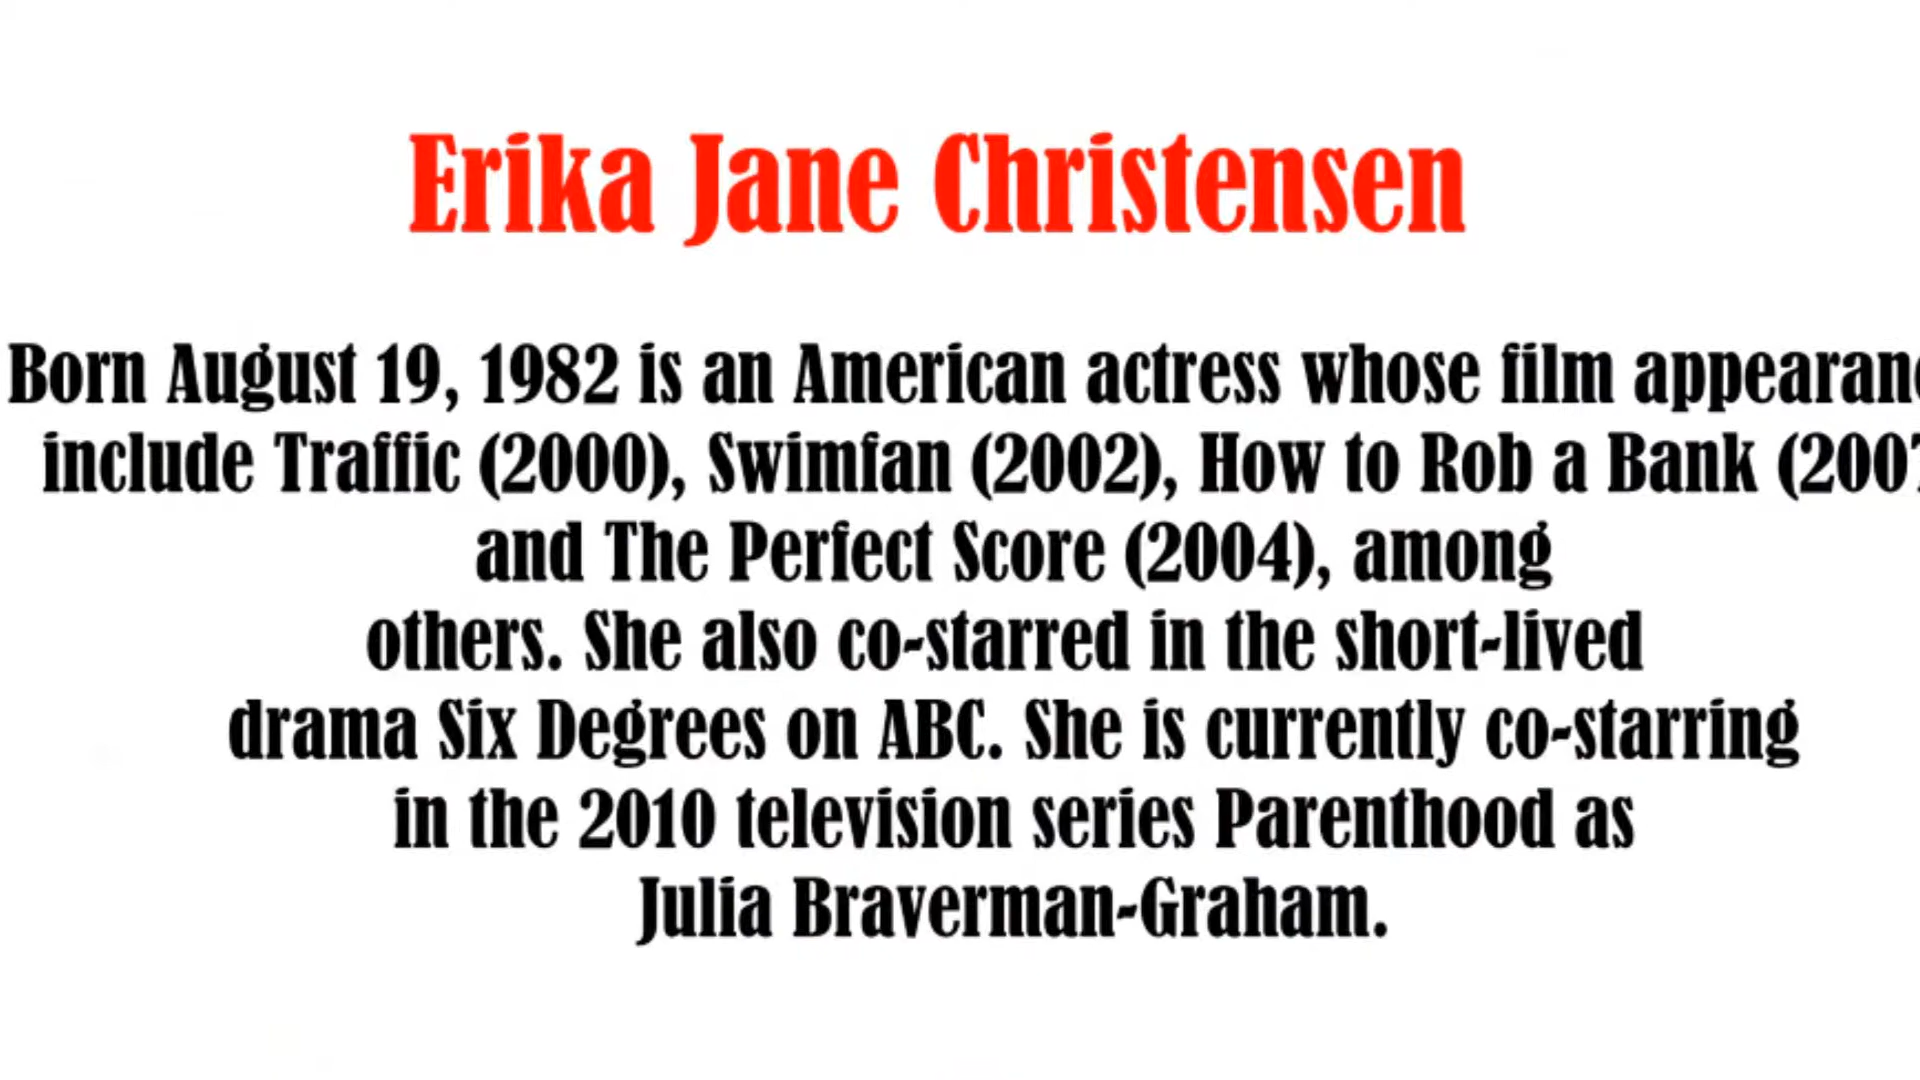 Erika Jane Christensen
Born August 19, 1982 is an American actress whose film appearan
include Traffic (2000), Swimfan (2002), How to Rob a Bank (200
and The Perfect Score (2004), among
others. She also co-starred in the short-lived
drama Six Degrees on ABC. She is currently co-starring
in the 2010 television series Parenthood as
Julia Braverman-Graham.